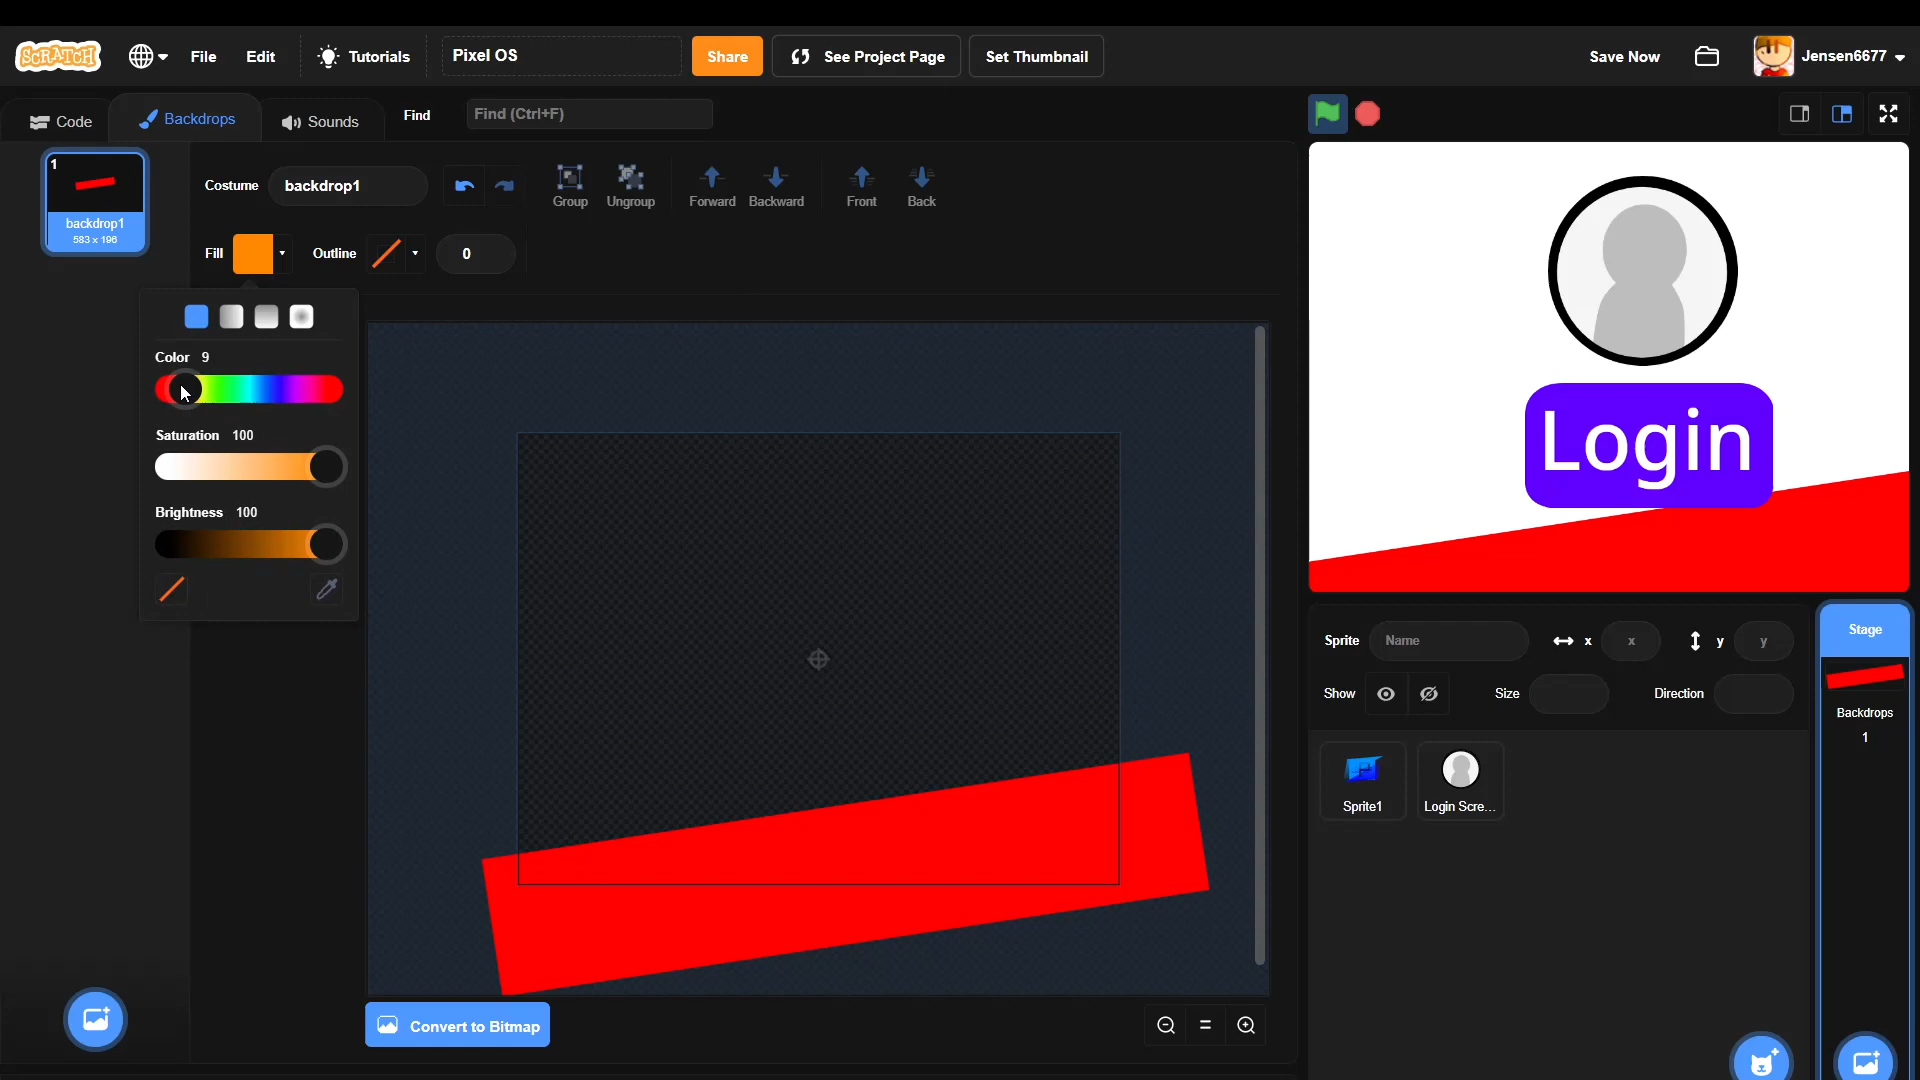 SCRATCH File Edit Tutorials Pixel OS Share See Project Page Set Thumbnail Save Now Jensen6677
Code Backdrops Sounds Find Find (Ctrl+F)
1
backdrop1
583 x 196
Costume backdrop1 Group Ungroup Forward Backward Front Back
Fill Outline 0
Color 9
Saturation 100
Brightness 100
Convert to Bitmap
Login
Sprite Name x x y y
Show Size Direction
Sprite1 Login Scre...
Stage
Backdrops
1